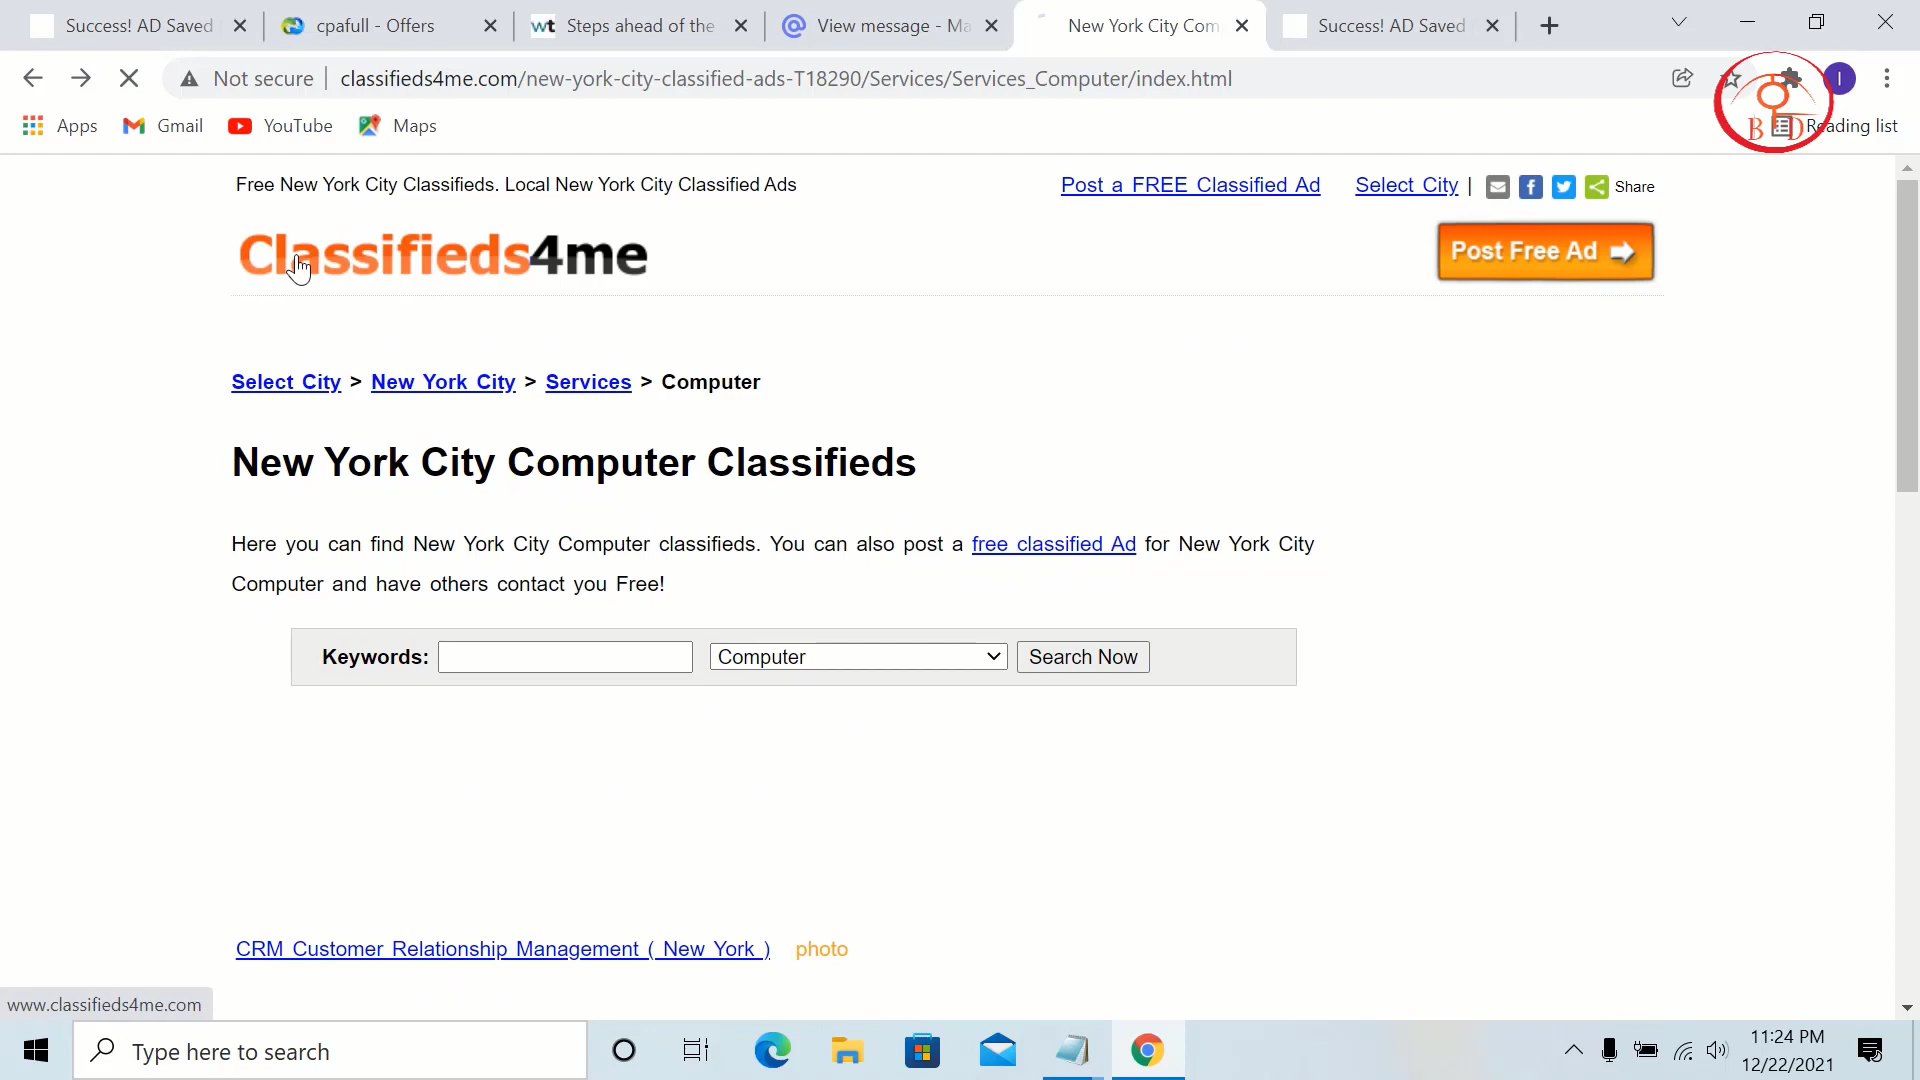 Success! AD Saved
cpafull - Offers
wt Steps ahead of the
View message - Ma
New York City Com
Success! AD Saved
Not secure classifieds4me.com/new-york-city-classified-ads-T18290/Services/Services_Computer/index.html
I
Apps Gmail YouTube Maps
B D Reading list
Free New York City Classifieds. Local New York City Classified Ads
Post a FREE Classified Ad Select City | Share
Classifieds4me
Post Free Ad
Select City > New York City > Services > Computer
New York City Computer Classifieds
Here you can find New York City Computer classifieds. You can also post a free classified Ad for New York City
Computer and have others contact you Free!
Keywords: Computer Search Now
CRM Customer Relationship Management ( New York ) photo
www.classifieds4me.com
Type here to search
11:24 PM
12/22/2021